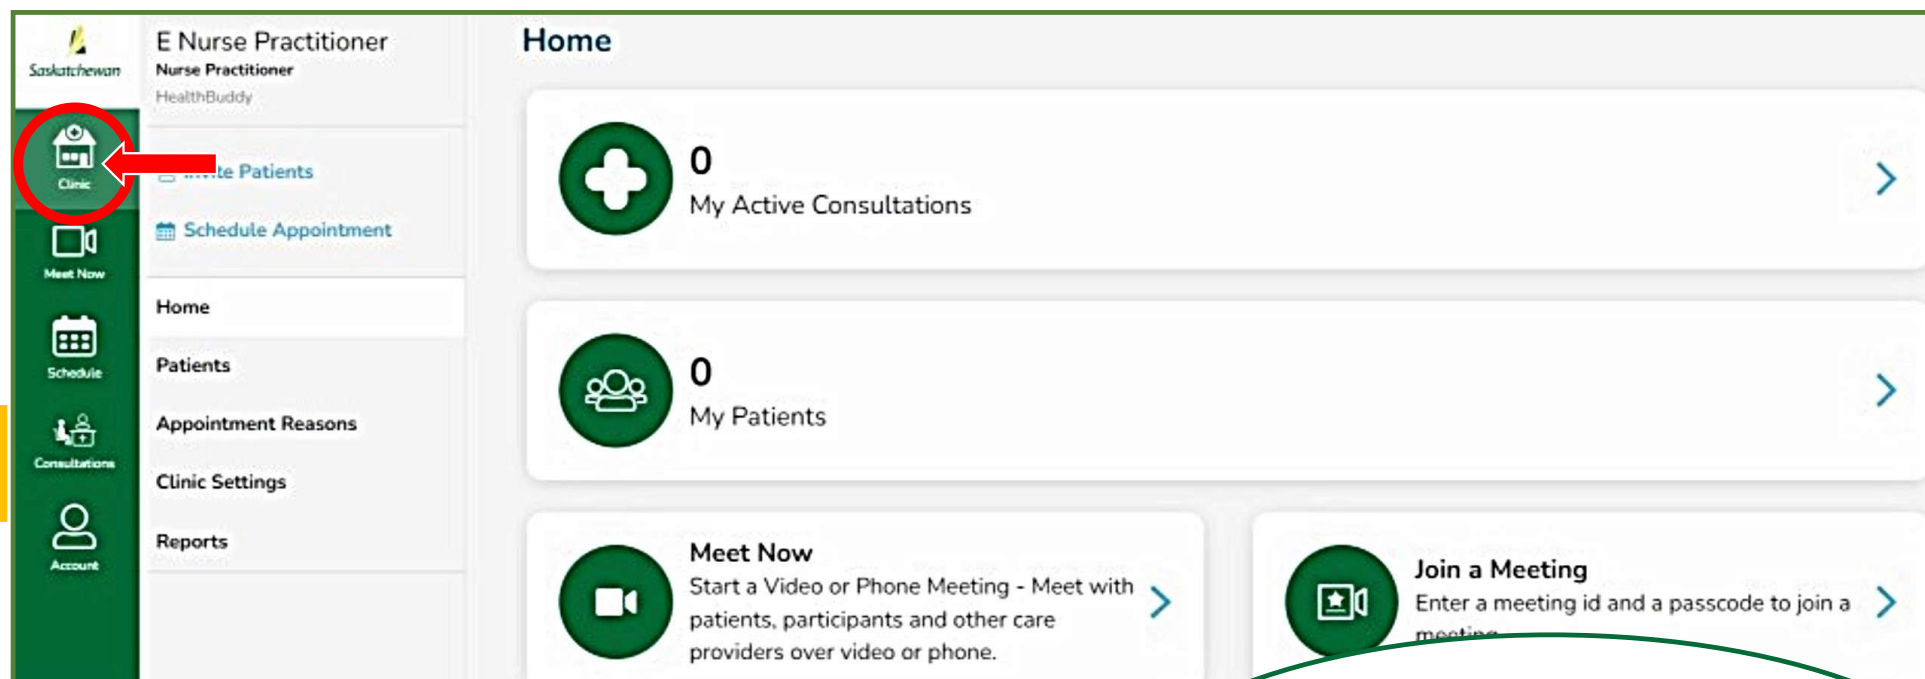 Saskatchewan
Clinic
Meet Now
Schedule
Consultations
Account
E Nurse Practitioner
Nurse Practitioner
HealthBuddy
Invite Patients
Schedule Appointment
Home
Patients
Appointment Reasons
Clinic Settings
Reports
Home
0
My Active Consultations
0
My Patients
Meet Now
Start a Video or Phone Meeting - Meet with
patients, participants and other care
providers over video or phone.
Join a Meeting
Enter a meeting id and a passcode to join a
meeting